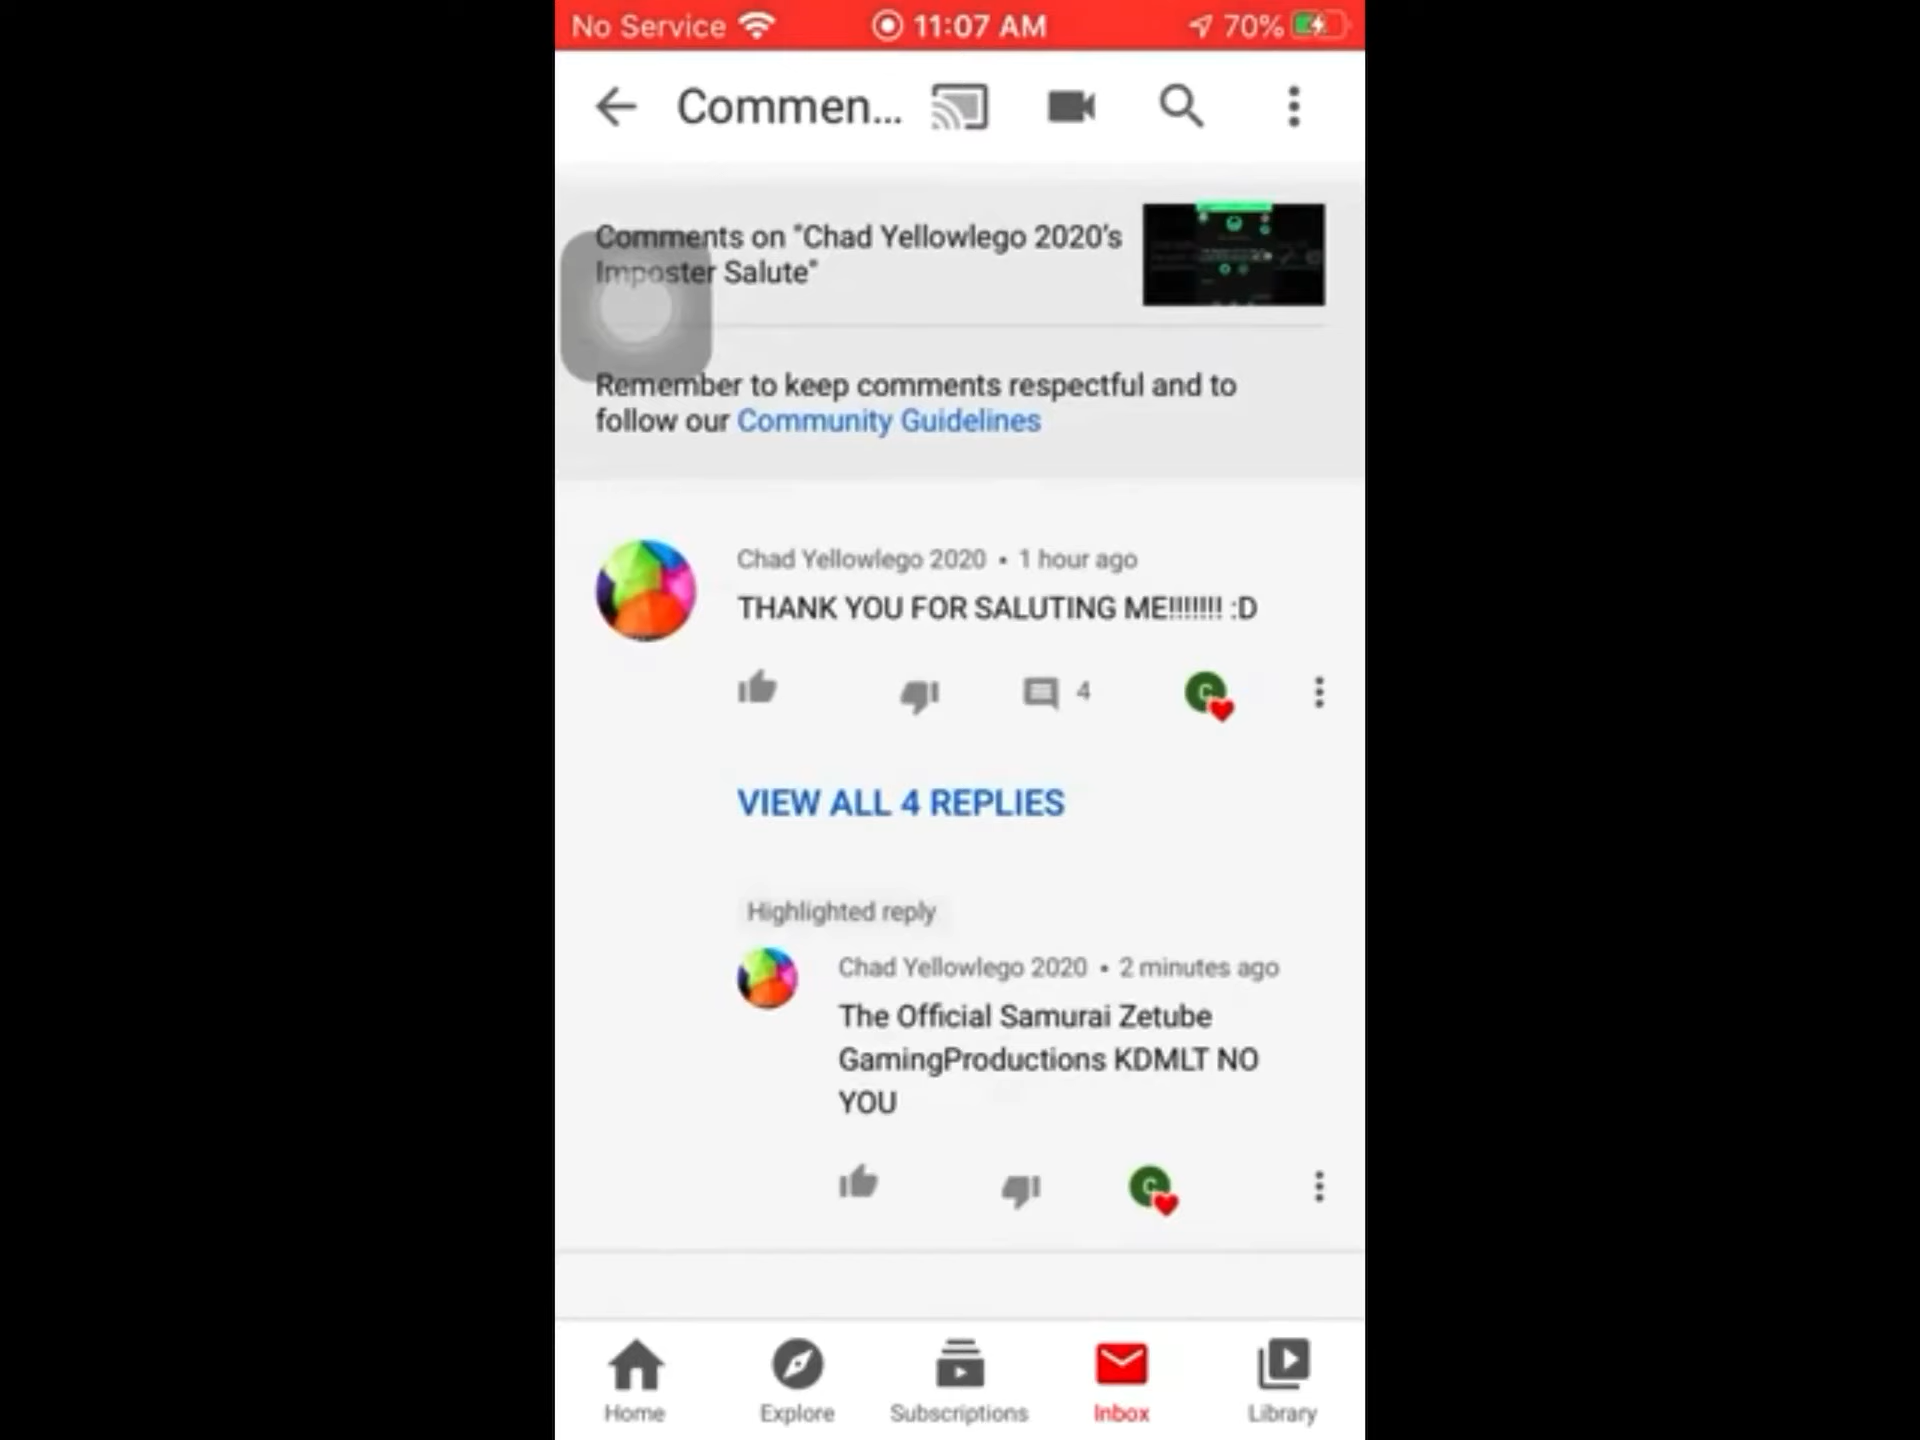 No Service 11:07 AM 70%
Commen...
Comments on "Chad Yellowlego 2020's
Imposter Salute"
Remember to keep comments respectful and to
follow our Community Guidelines
Chad Yellowlego 2020 • 1 hour ago
THANK YOU FOR SALUTING ME!!!!!!! :D
4
C
VIEW ALL 4 REPLIES
Highlighted reply
Chad Yellowlego 2020 • 2 minutes ago
The Official Samurai Zetube
GamingProductions KDMLT NO
YOU
C
Home Explore Subscriptions Inbox Library